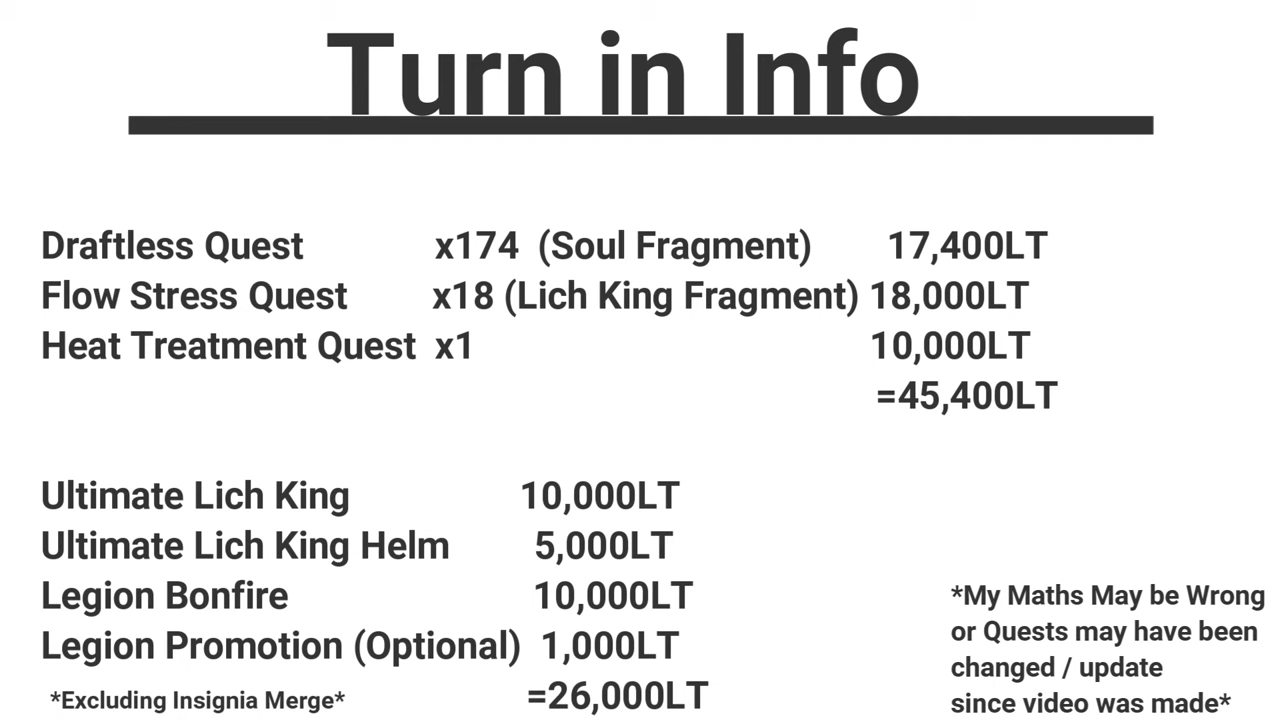 Turn in Info
Draftless Quest x174 (Soul Fragment) 17,400LT
Flow Stress Quest x18 (Lich King Fragment) 18,000LT
Heat Treatment Quest x1 10,000LT
=45,400LT
Ultimate Lich King 10,000LT
Ultimate Lich King Helm 5,000LT
Legion Bonfire 10,000LT
Legion Promotion (Optional) 1,000LT
*Excluding Insignia Merge* =26,000LT
*My Maths May be Wrong
or Quests may have been
changed / update
since video was made*